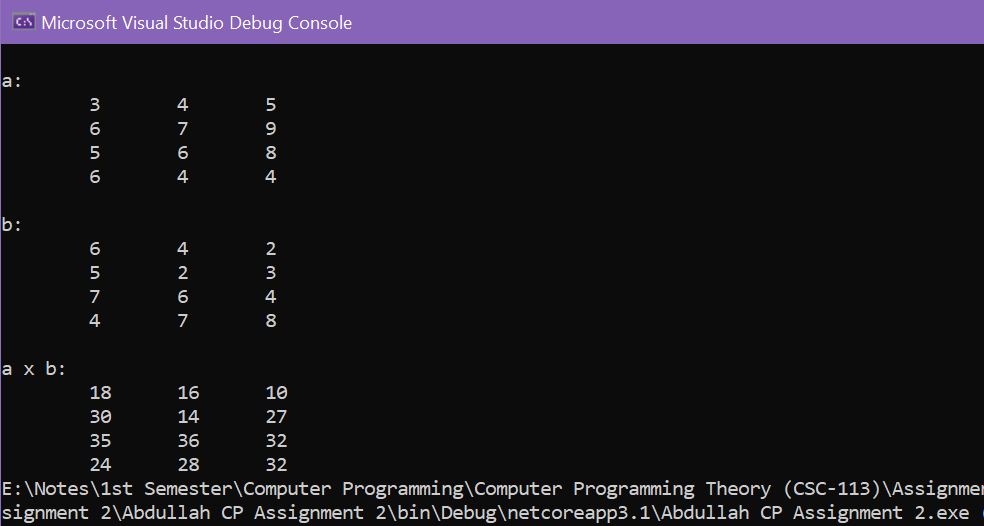 Microsoft Visual Studio Debug Console
a:
3 4 5
6 7 9
5 6 8
6 4 4
b:
6 4 2
5 2 3
7 6 4
4 7 8
a x b:
18 16 10
30 14 27
35 36 32
24 28 32
E:\Notes\1st Semester\Computer Programming\Computer Programming Theory (CSC-113)\Assignme
signment 2\Abdullah CP Assignment 2\bin\Debug\netcoreapp3.1\Abdullah CP Assignment 2.exe (